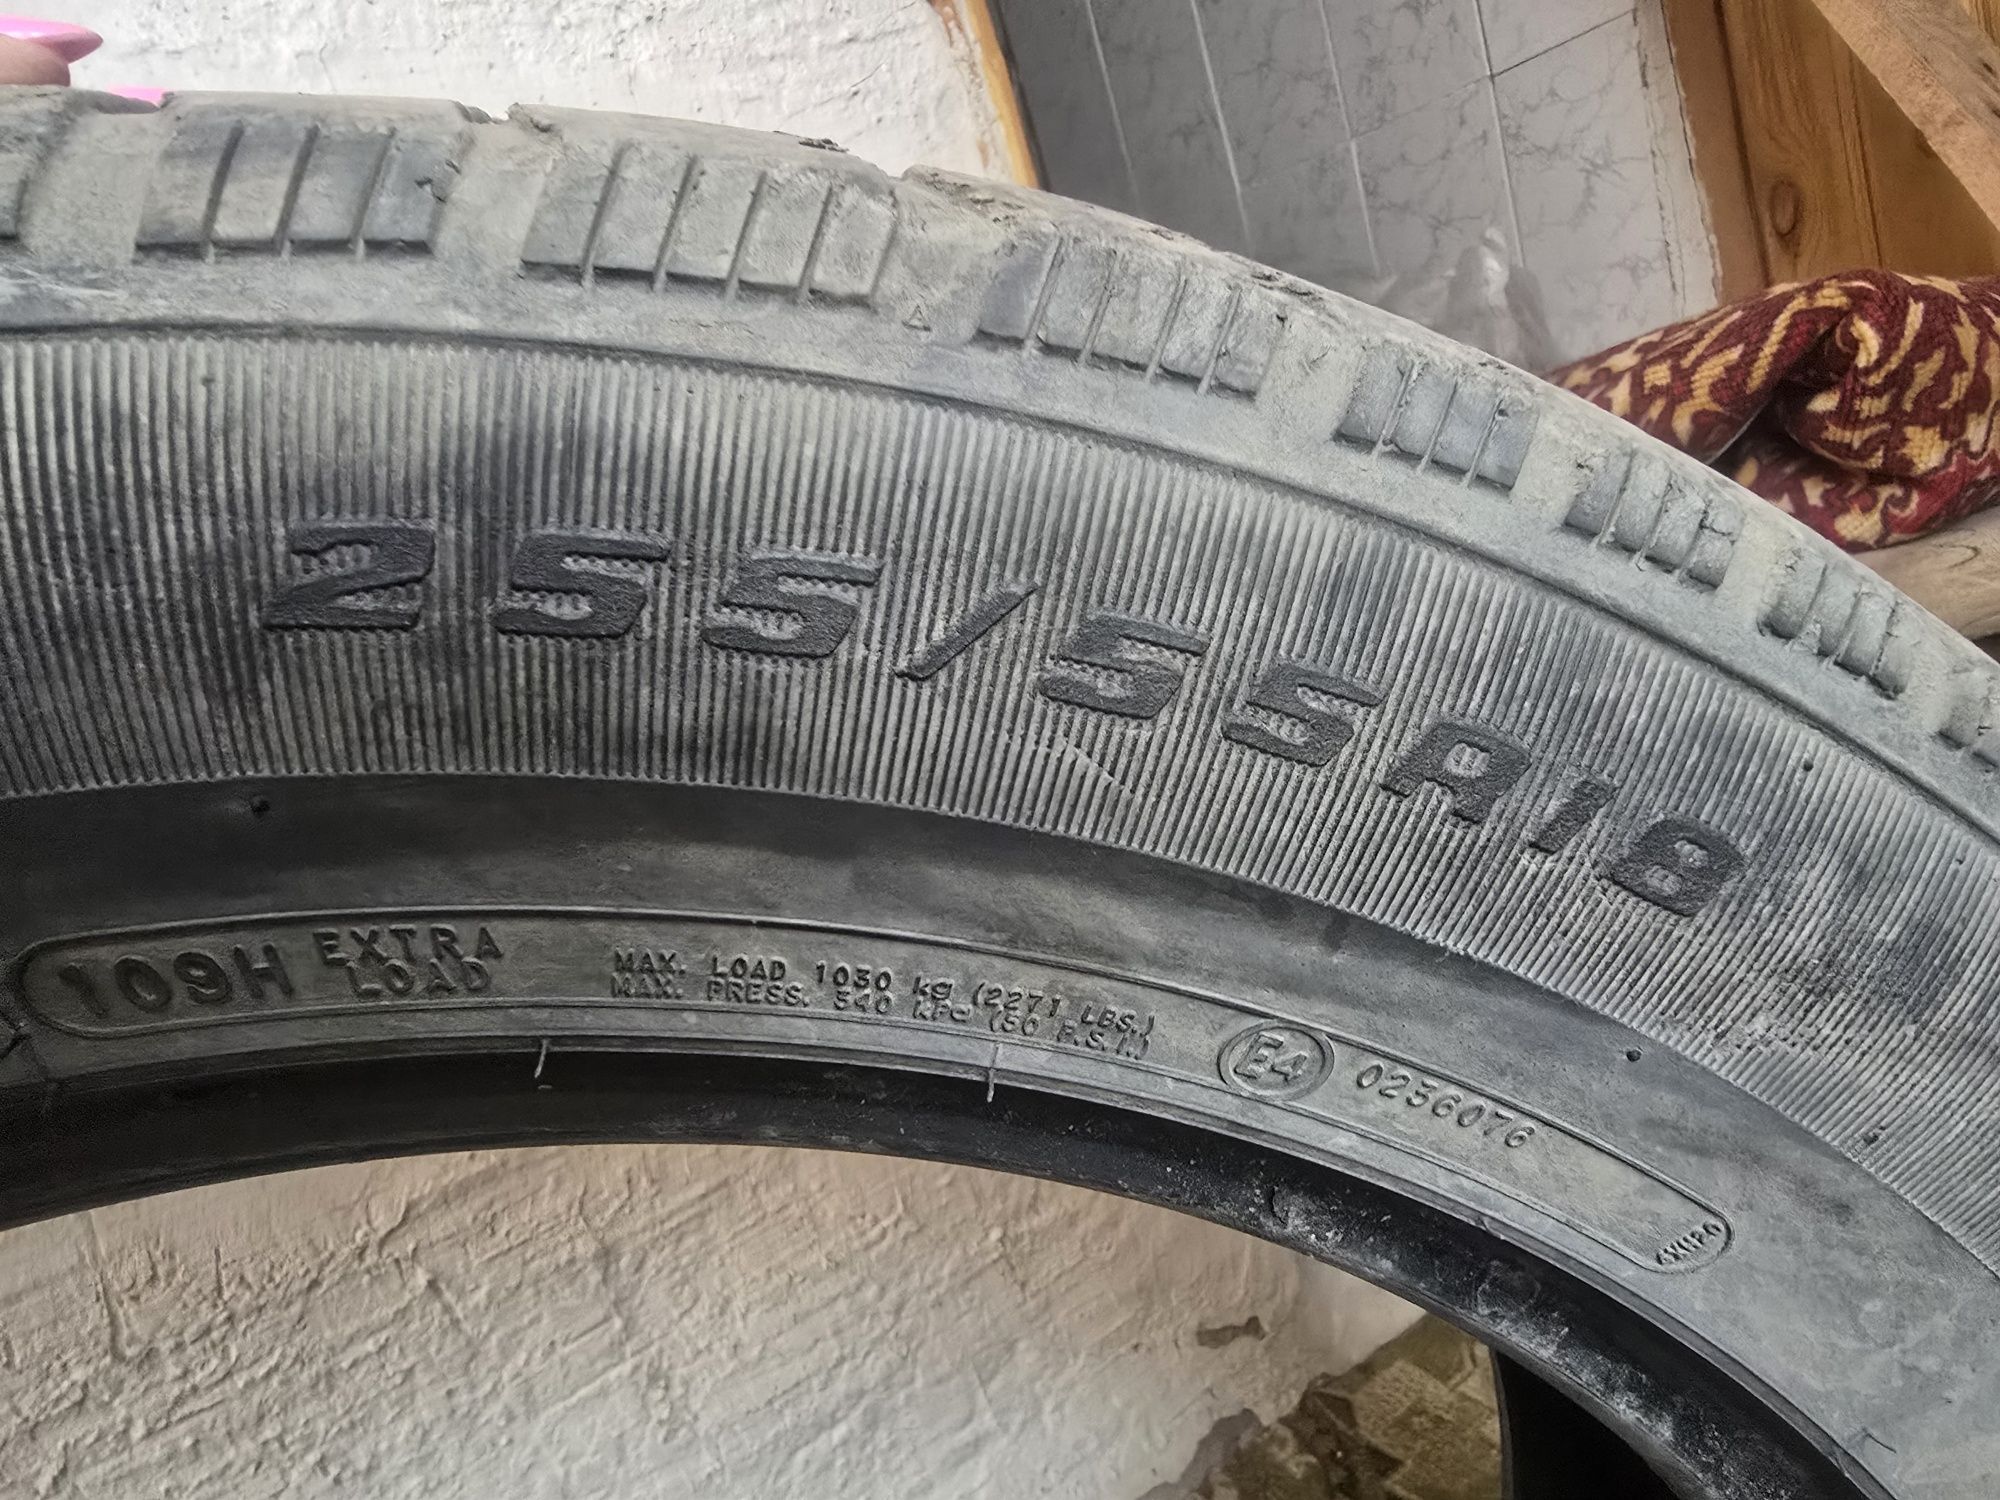 255/55R18
109H EXTRA LOAD
MAX. LOAD 1030 kg (2271 LBS.)
MAX. PRESS. 340 KPa (50 P.S.I.)
E4 0236076